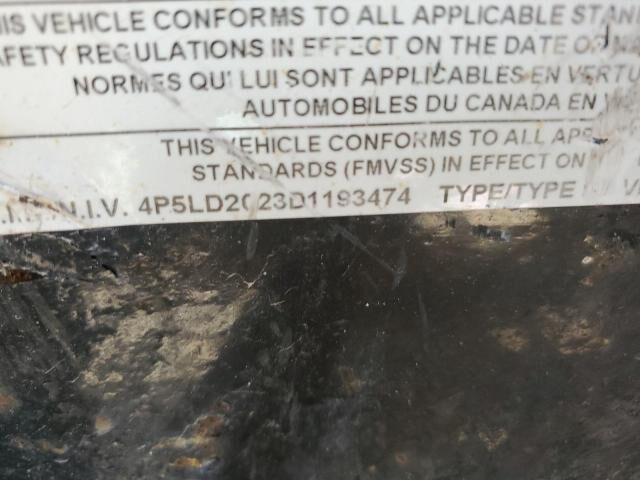 THIS VEHICLE CONFORMS TO ALL APPLICABLE STAN
AFETY REGULATIONS IN EFFECT ON THE DATE OF
NORMES QUI LUI SONT APPLICABLES EN VERTU
AUTOMOBILES DU CANADA EN
THIS VEHICLE CONFORMS TO ALL APP
STANDARDS (FMVSS) IN EFFECT ON
N.I.V. 4P5LD2023D1193474 TYPE/TYPE